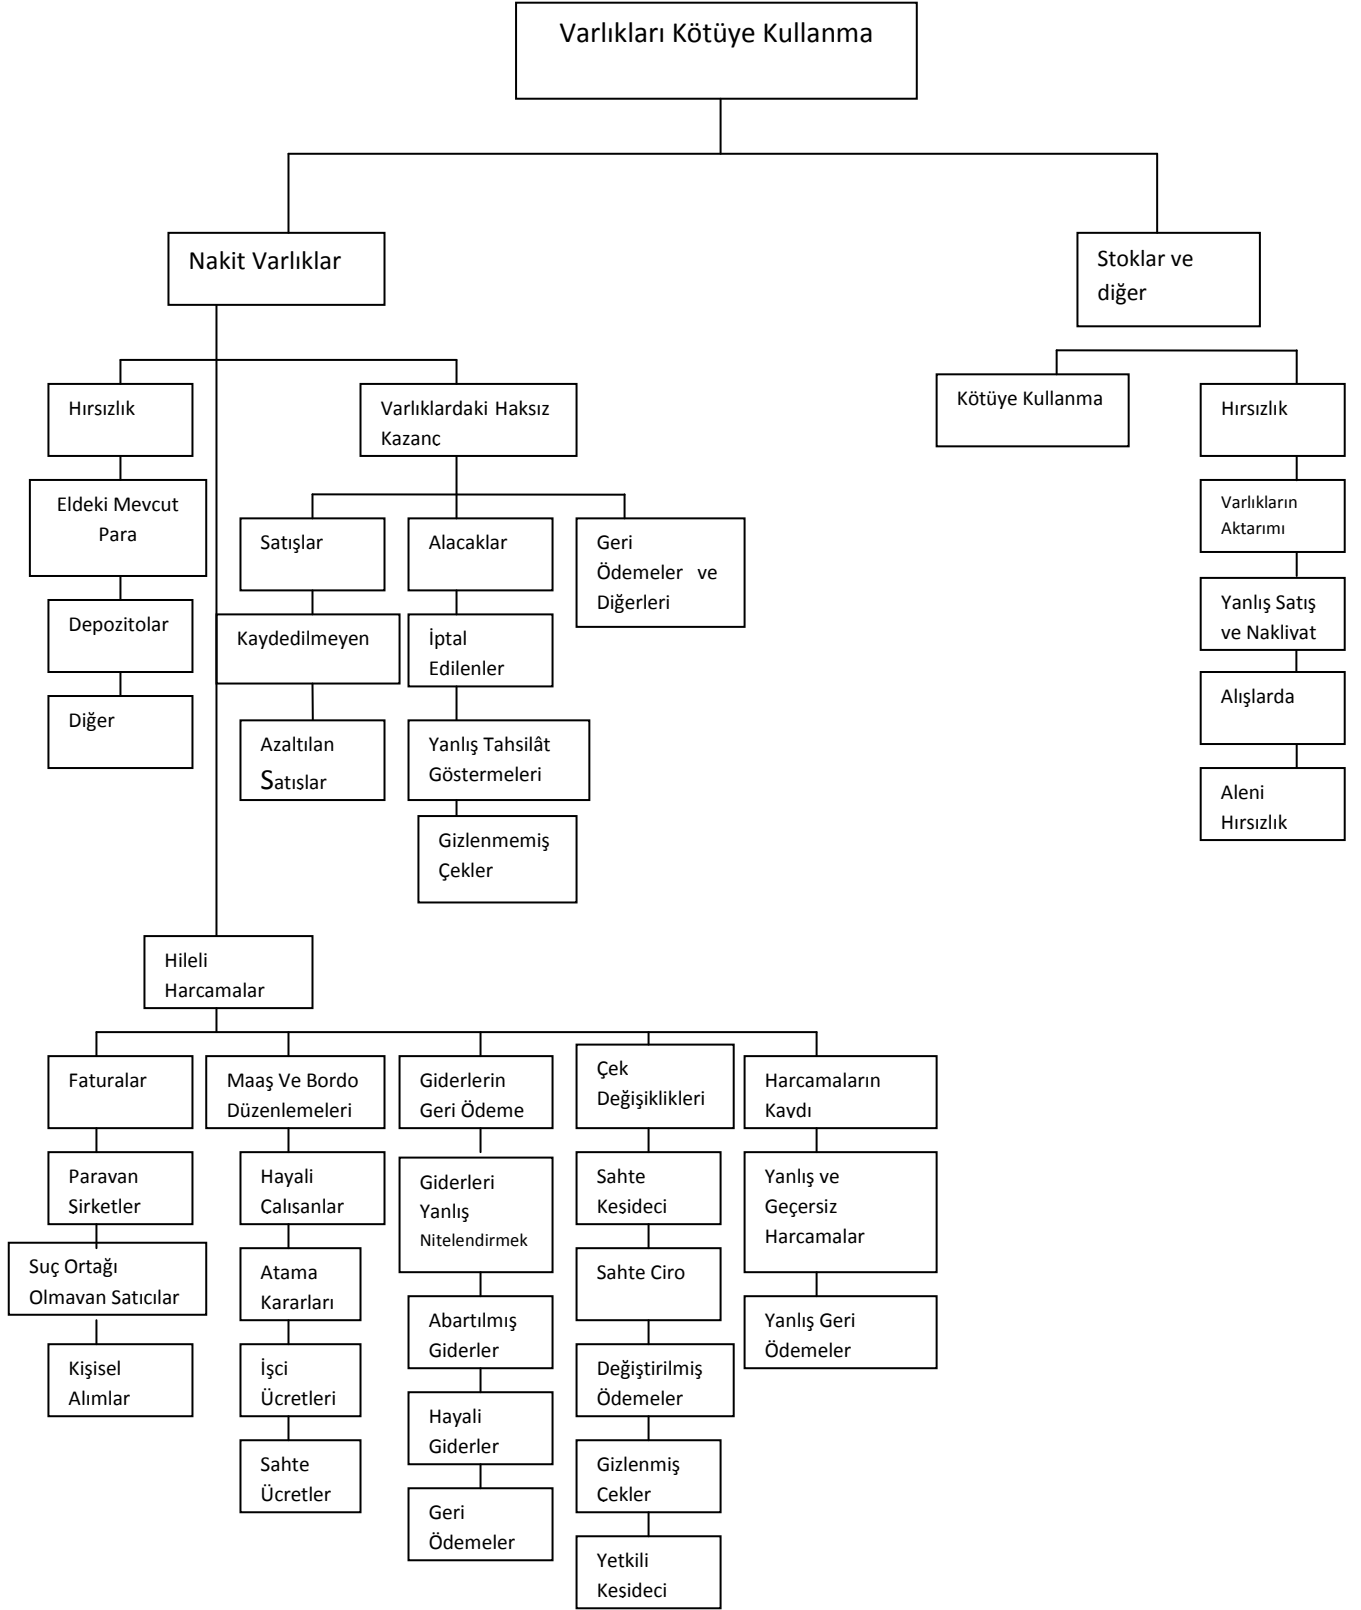 Varlıkları Kötüye Kullanma
Nakit Varlıklar
Stoklar ve
diğer
Hırsızlık
Varlıklardaki Haksız
Kazanc
Kötüye Kullanma
Hırsızlık
Eldeki Mevcut
Para
Satışlar
Alacaklar
Geri
Ödemeler ve
Diğerleri
Varlıkların
Aktarımı
Depozitolar
Kaydedilmeyen
İptal
Edilenler
Yanlış Satış
ve Naklivat
Diğer
Azaltılan
Satıslar
Yanlış Tahsilât
Göstermeleri
Alışlarda
Gizlenmemiş
Çekler
Aleni
Hırsızlık
Hileli
Harcamalar
Faturalar
Maaş Ve Bordo
Düzenlemeleri
Giderlerin
Geri Ödeme
Çek
Değişiklikleri
Harcamaların
Kavdı
Paravan
Sirketler
Hayali
Calısanlar
Giderleri
Yanlış
Nitelendirmek
Sahte
Kesideci
Yanlış ve
Geçersiz
Harcamalar
Suç Ortağı
Olmavan Satıcılar
Atama
Kararları
Sahte Ciro
Abartılmış
Giderler
Yanlış Geri
Ödemeler
Kişisel
Alımlar
İşci
Ücretleri
Değiştirilmiş
Ödemeler
Hayali
Giderler
Sahte
Ücretler
Gizlenmiş
Cekler
Geri
Ödemeler
Yetkili
Kesideci